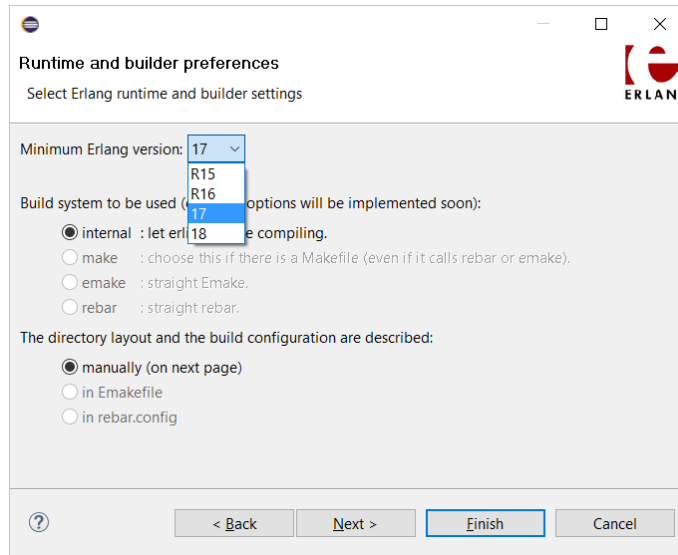 Runtime and builder preferences
Select Erlang runtime and builder settings
ERLAN
Minimum Erlang version: 17
R15
R16
17
18
Build system to be used ( options will be implemented soon):
internal : let erl e compiling.
make : choose this if there is a Makefile (even if it calls rebar or emake).
emake : straight Emake.
rebar : straight rebar.
The directory layout and the build configuration are described:
manually (on next page)
in Emakefile
in rebar.config
?
< Back Next > Finish Cancel